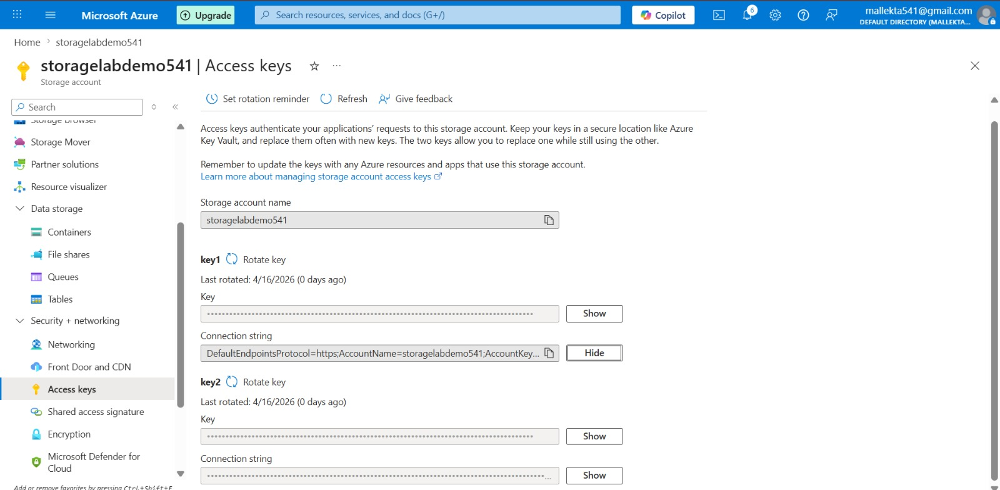 Microsoft Azure
Upgrade
Search resources, services, and docs (G+/)
Copilot
6
mallekta541@gmail.com
DEFAULT DIRECTORY (MALLEKTA...
Home > storagelabdemo541
storagelabdemo541 | Access keys
...
Storage account
Search
Storage browser
Storage Mover
Partner solutions
Resource visualizer
Data storage
Containers
File shares
Queues
Tables
Security + networking
Networking
Front Door and CDN
Access keys
Shared access signature
Encryption
Microsoft Defender for
Cloud
Add or remove favorites by pressing Ctrl+Shift+F
Set rotation reminder
Refresh
Give feedback
Access keys authenticate your applications' requests to this storage account. Keep your keys in a secure location like Azure
Key Vault, and replace them often with new keys. The two keys allow you to replace one while still using the other.
Remember to update the keys with any Azure resources and apps that use this storage account.
Learn more about managing storage account access keys
Storage account name
storagelabdemo541
key1 Rotate key
Last rotated: 4/16/2026 (0 days ago)
Key
Show
Connection string
DefaultEndpointsProtocol=https;AccountName=storagelabdemo541;AccountKey...
Hide
key2 Rotate key
Last rotated: 4/16/2026 (0 days ago)
Key
Show
Connection string
Show